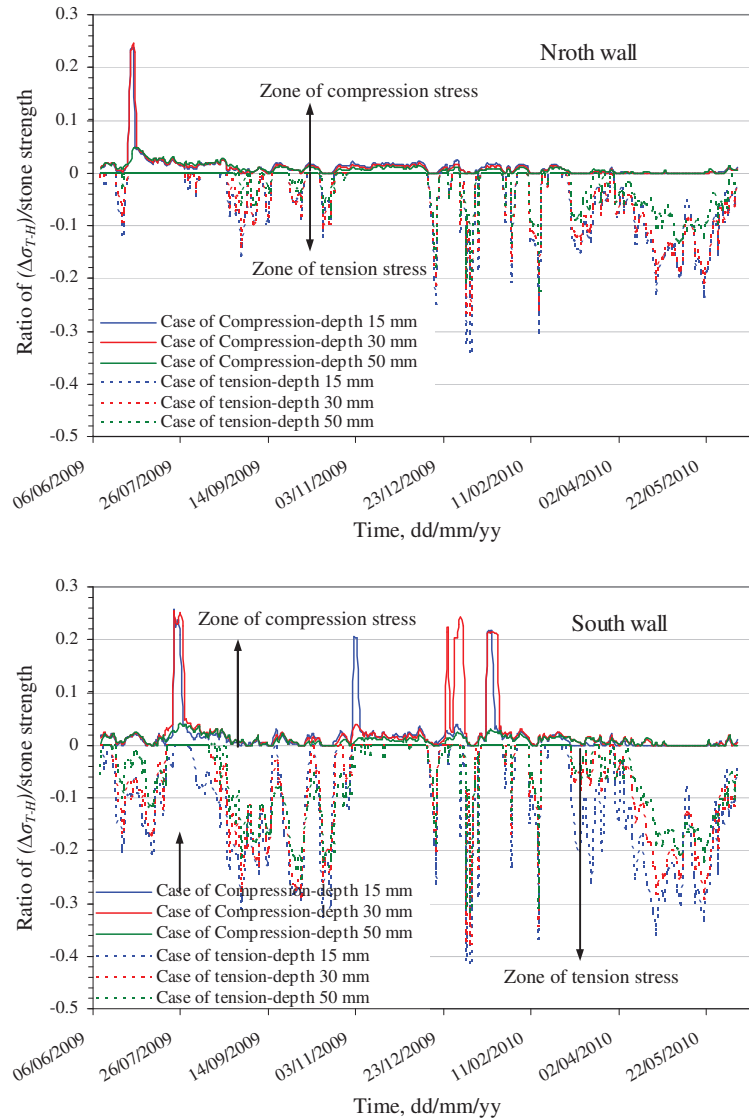 0.3
Nroth wall
0.2
Zone of compression stress
0.1
0
-0.1
Zone of tension stress
-0.2
-0.3
-0.4
-0.5
Ratio of (ΔσT-H)/stone strength
Case of Compression-depth 15 mm
Case of Compression-depth 30 mm
Case of Compression-depth 50 mm
Case of tension-depth 15 mm
Case of tension-depth 30 mm
Case of tension-depth 50 mm
06/06/2009
26/07/2009
14/09/2009
03/11/2009
23/12/2009
11/02/2010
02/04/2010
22/05/2010
Time, dd/mm/yy
0.3
Zone of compression stress
South wall
0.2
0.1
0
-0.1
-0.2
-0.3
-0.4
-0.5
Ratio of (ΔσT-H)/stone strength
Case of Compression-depth 15 mm
Case of Compression-depth 30 mm
Case of Compression-depth 50 mm
Case of tension-depth 15 mm
Case of tension-depth 30 mm
Case of tension-depth 50 mm
Zone of tension stress
06/06/2009
26/07/2009
14/09/2009
03/11/2009
23/12/2009
11/02/2010
02/04/2010
22/05/2010
Time, dd/mm/yy